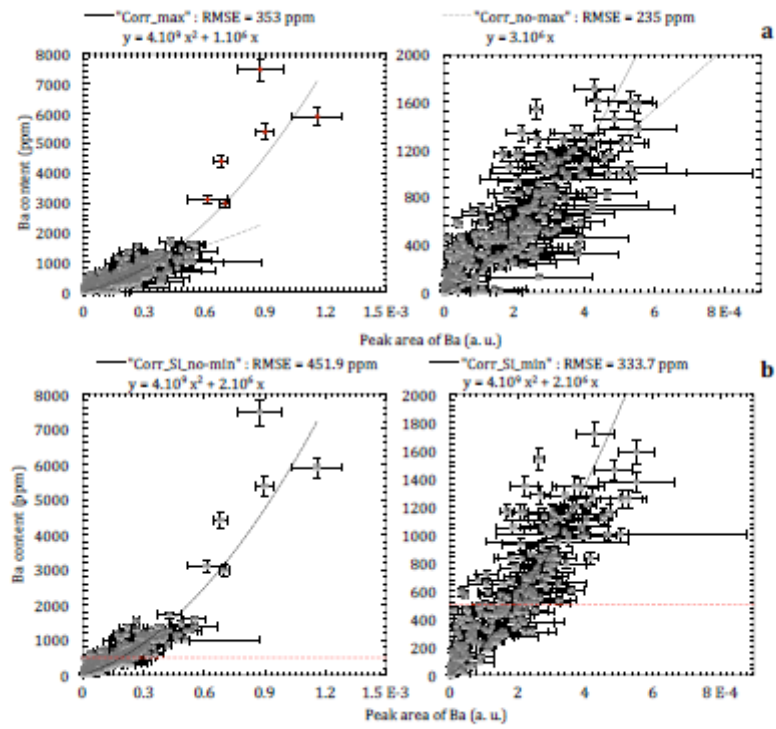 "Corr_max" : RMSE = 353 ppm
y = 4.10⁹ x² + 1.10⁶ x
"Corr_no-max" : RMSE = 235 ppm
y = 3.10⁶x
a
8000
7000
6000
5000
4000
3000
2000
1000
0
Ba content (ppm)
0 0.3 0.6 0.9 1.2 1.5 E-3
2000
1600
1200
800
400
0
0 2 4 6 8 E-4
Peak area of Ba (a. u.)
"Corr_Si_no-min" : RMSE = 451.9 ppm
y = 4.10⁹ x² + 2.10⁶ x
"Corr_Si_min" : RMSE = 333.7 ppm
y = 4.10⁹ x² + 2.10⁶ x
b
8000
7000
6000
5000
4000
3000
2000
1000
0
Ba content (ppm)
0 0.3 0.6 0.9 1.2 1.5 E-3
2000
1800
1600
1400
1200
1000
800
600
400
200
0
0 2 4 6 8 E-4
Peak area of Ba (a. u.)